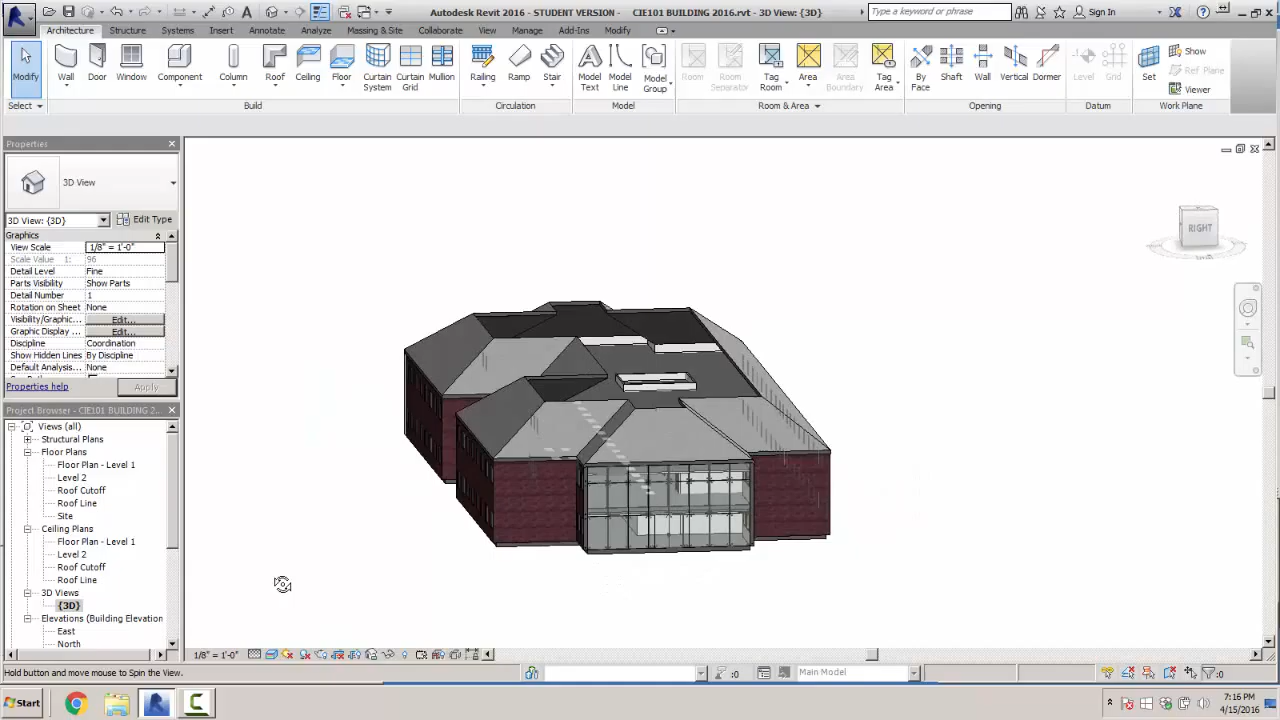 Autodesk Revit 2016 - STUDENT VERSION - CIE101 BUILDING 2016.rvt - 3D View: {3D}
Type a keyword or phrase
Sign In
Architecture Structure Systems Insert Annotate Analyze Massing & Site Collaborate View Manage Add-Ins Modify
Modify Wall Door Window Component Column Roof Ceiling Floor Curtain System Curtain Grid Mullion Railing Ramp Stair Model Text Model Line Model Group Room Room Separator Tag Room Area Area Boundary Tag Area By Face Shaft Wall Vertical Dormer Level Grid Set Show Ref Plane Viewer
Select Build Circulation Model Room & Area Opening Datum Work Plane
Properties
3D View
3D View: {3D} Edit Type
Graphics
View Scale 1/8" = 1'-0"
Scale Value 1: 96
Detail Level Fine
Parts Visibility Show Parts
Detail Number 1
Rotation on Sheet None
Visibility/Graphic... Edit...
Graphic Display ... Edit...
Discipline Coordination
Show Hidden Lines By Discipline
Default Analysis... None
Properties help Apply
Project Browser - CIE101 BUILDING 2...
Views (all)
Structural Plans
Floor Plans
Floor Plan - Level 1
Level 2
Roof Cutoff
Roof Line
Site
Ceiling Plans
Floor Plan - Level 1
Level 2
Roof Cutoff
Roof Line
3D Views
{3D}
Elevations (Building Elevation
East
North
RIGHT
1/8" = 1'-0"
Hold button and move mouse to Spin the View.
:0 Main Model :0
Start
7:16 PM
4/15/2016